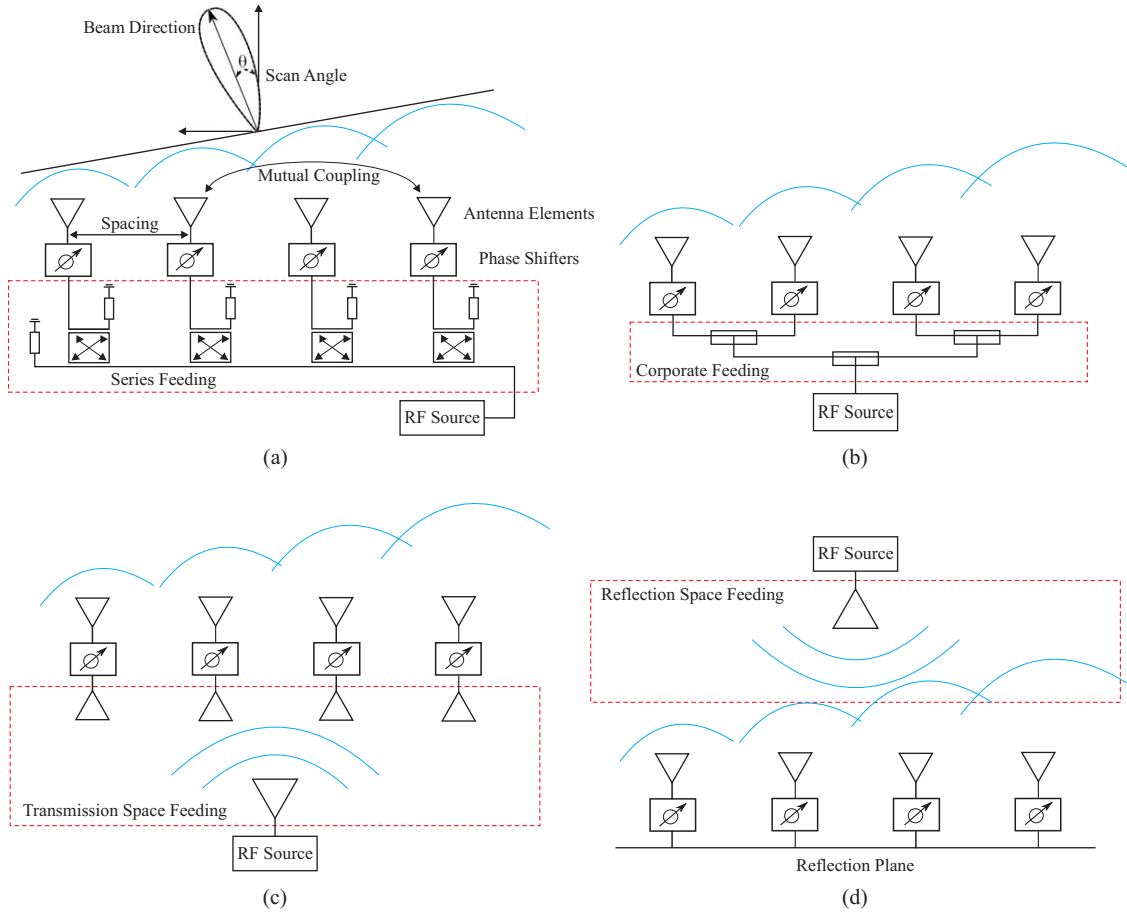 Beam Direction
θ
Scan Angle
Mutual Coupling
Spacing
Antenna Elements
Phase Shifters
Series Feeding
RF Source
(a)
Corporate Feeding
RF Source
(b)
Transmission Space Feeding
RF Source
(c)
RF Source
Reflection Space Feeding
Reflection Plane
(d)